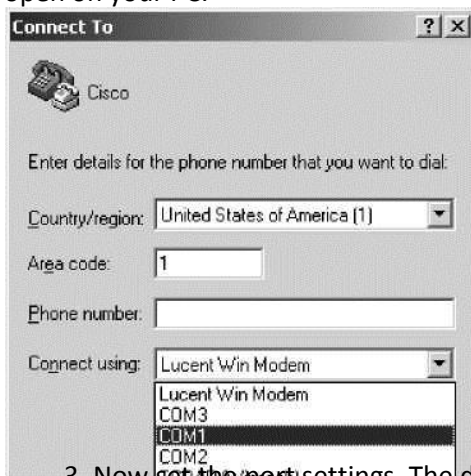 open on your PC.
Connect To
Cisco
Enter details for the phone number that you want to dial:
Country/region: United States of America (1)
Area code: 1
Phone number:
Connect using: Lucent Win Modem
Lucent Win Modem
COM3
COM1
COM2
3. Now set the port settings. The